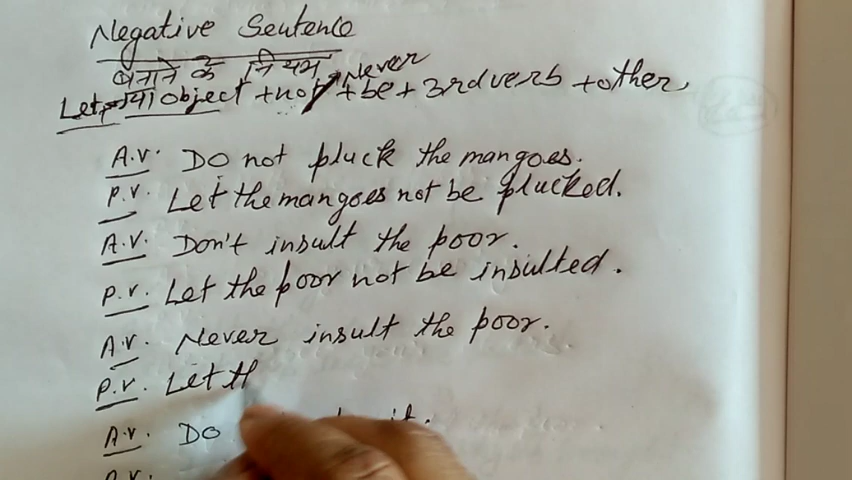 Negative Sentence
बनाने के नियम Never
Let + object + not / + be + 3rd verb + other.
A.V. Do not pluck the mangoes.
P.V. Let the mangoes not be plucked.
A.V. Don't insult the poor.
P.V. Let the poor not be insulted.
A.V. Never insult the poor.
P.V. Let th
A.V. Do it.
A.V.